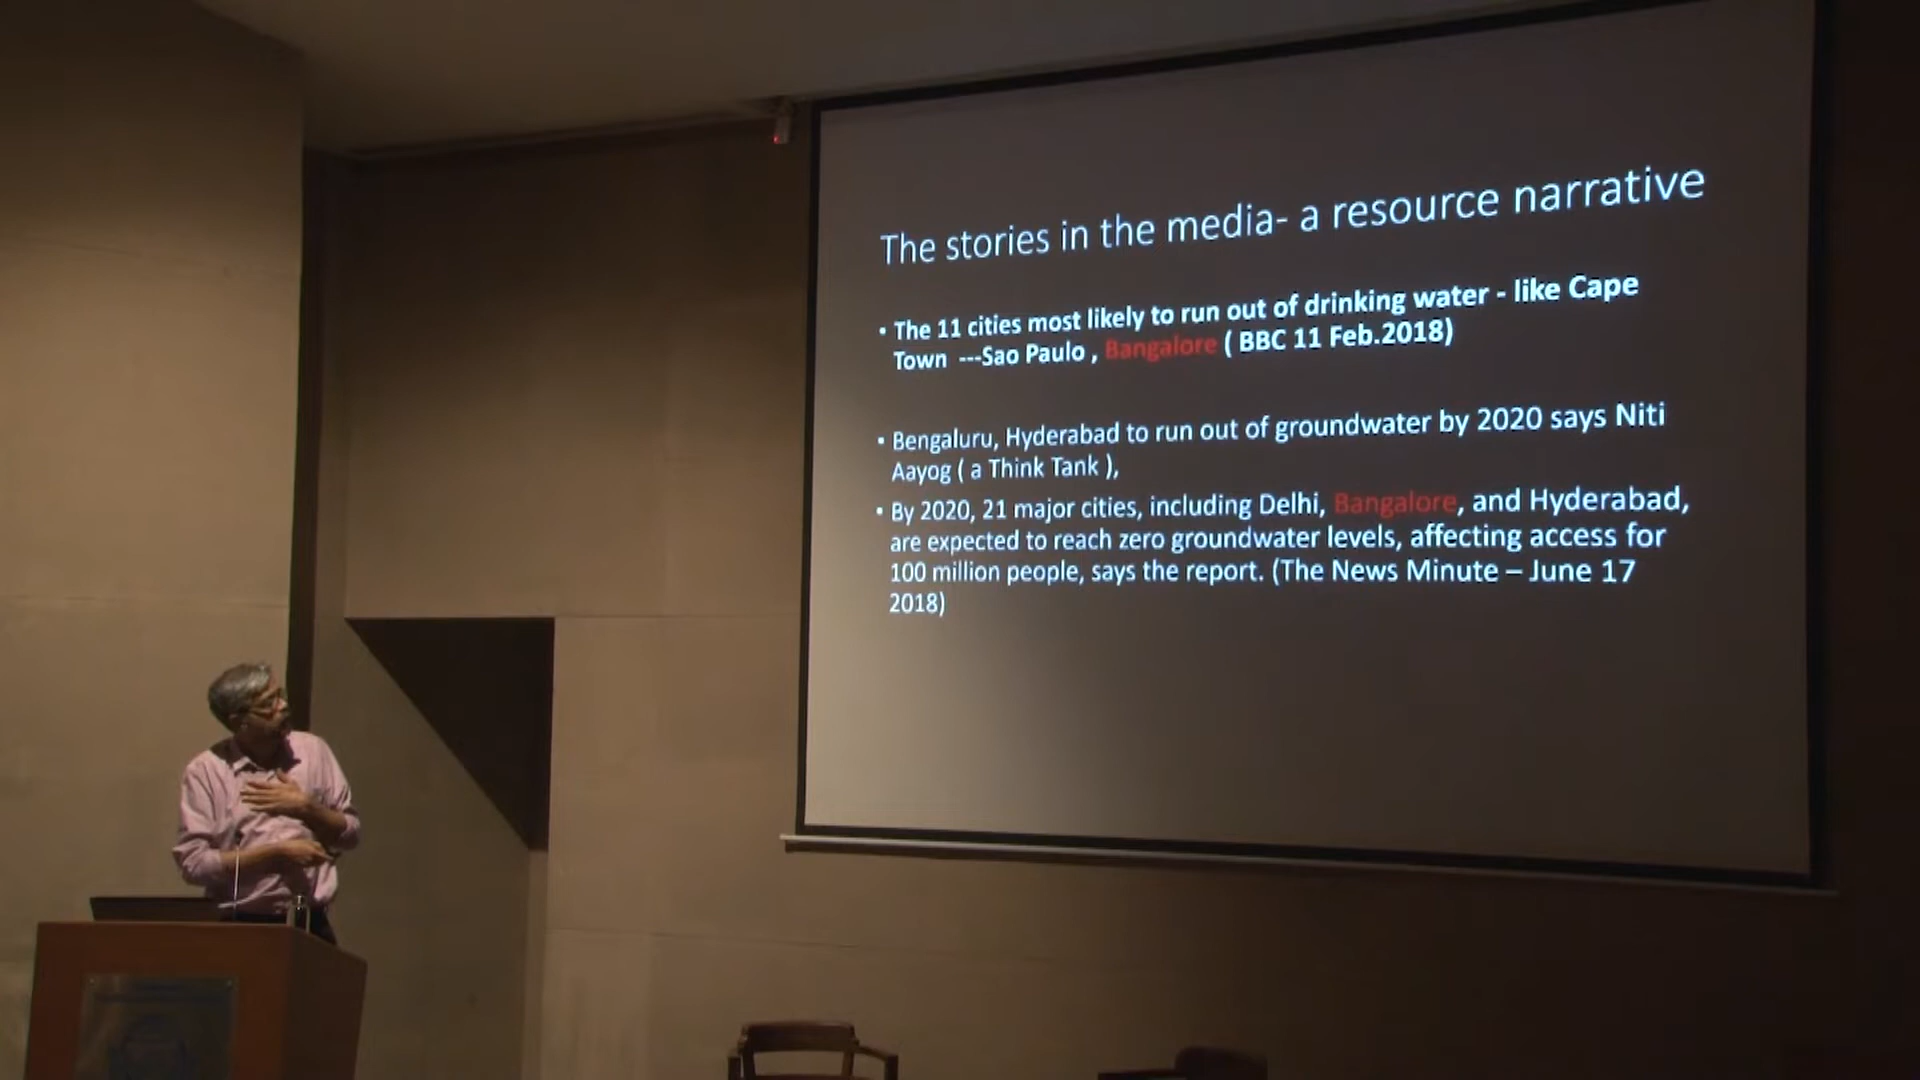 The stories in the media- a resource narrative
• The 11 cities most likely to run out of drinking water - like Cape
Town ---Sao Paulo , Bangalore ( BBC 11 Feb.2018)
• Bengaluru, Hyderabad to run out of groundwater by 2020 says Niti
Aayog ( a Think Tank ),
• By 2020, 21 major cities, including Delhi, Bangalore, and Hyderabad,
are expected to reach zero groundwater levels, affecting access for
100 million people, says the report. (The News Minute – June 17
2018)